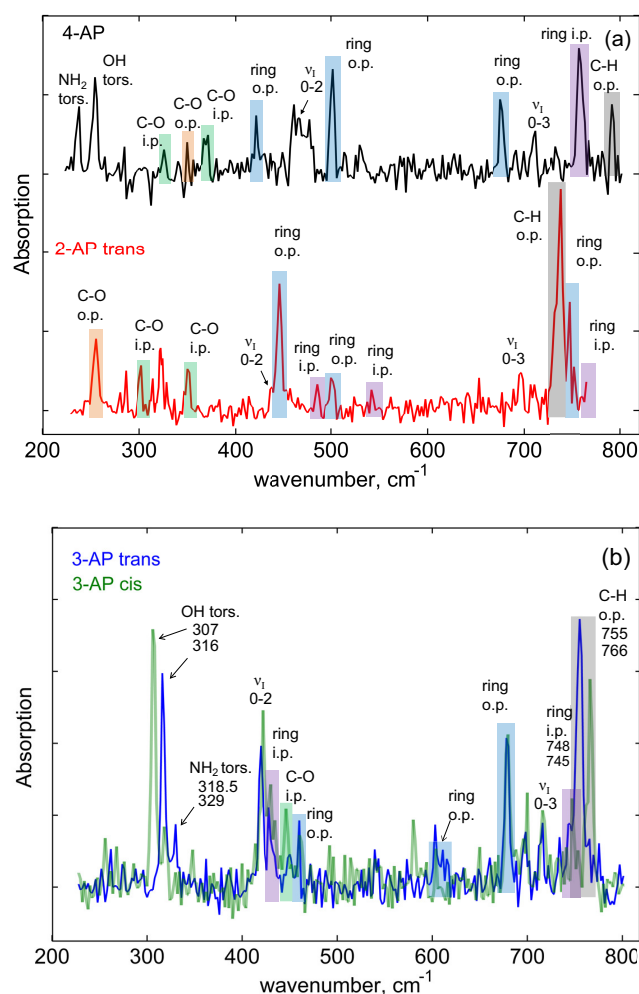 4-AP
(a)
NH2
tors.
OH
tors.
C-O
i.p.
C-O
o.p.
C-O
i.p.
ring
o.p.
νI
0-2
ring
o.p.
ring
o.p.
νI
0-3
ring i.p.
C-H
o.p.
Absorption
2-AP trans
C-O
o.p.
C-O
i.p.
C-O
i.p.
νI
0-2
ring
o.p.
ring
i.p.
ring
o.p.
ring
i.p.
νI
0-3
C-H
o.p.
ring
o.p.
ring
i.p.
200 300 400 500 600 700 800
wavenumber, cm-1
3-AP trans
3-AP cis
(b)
OH tors.
307
316
NH2 tors.
318.5
329
νI
0-2
ring
i.p.
C-O
i.p.
ring
o.p.
ring
o.p.
ring
o.p.
νI
0-3
ring
i.p.
748
745
C-H
o.p.
755
766
Absorption
200 300 400 500 600 700 800
wavenumber, cm-1